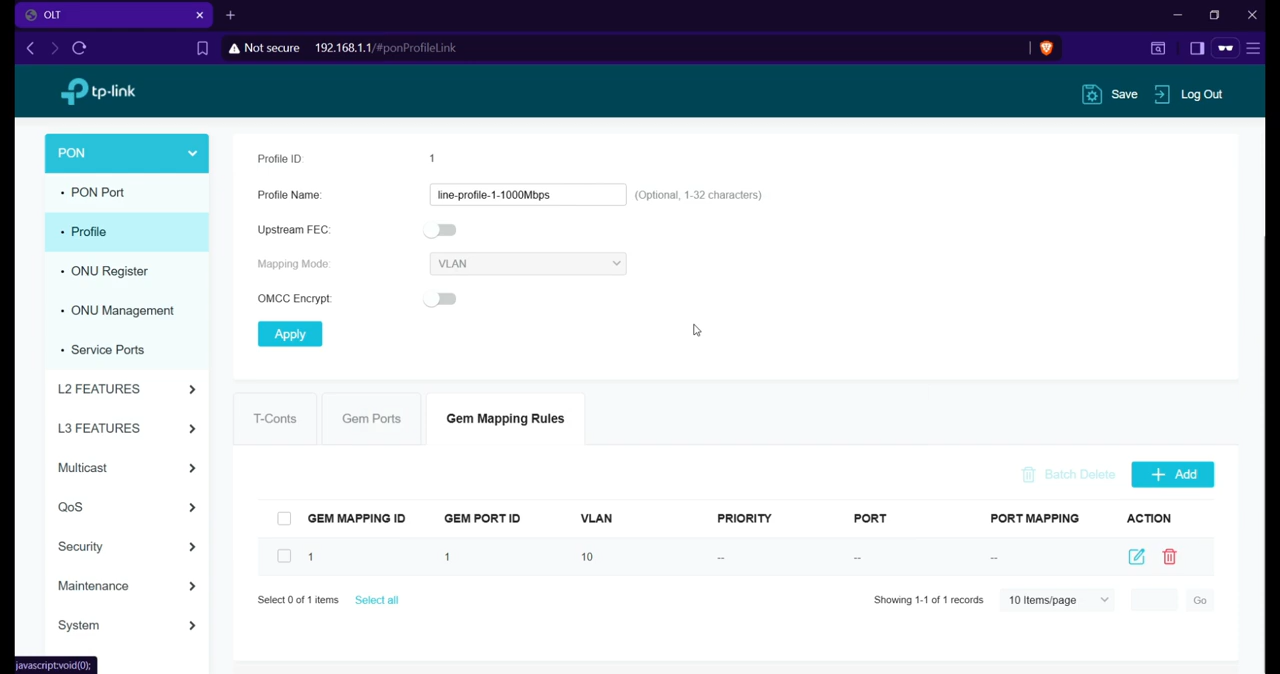 OLT
Not secure 192.168.1.1/#ponProfileLink
tp-link
Save
Log Out
PON
• PON Port
• Profile
• ONU Register
• ONU Management
• Service Ports
L2 FEATURES
L3 FEATURES
Multicast
QoS
Security
Maintenance
System
Profile ID: 1
Profile Name: line-profile-1-1000Mbps (Optional, 1-32 characters)
Upstream FEC:
Mapping Mode: VLAN
OMCC Encrypt:
Apply
T-Conts Gem Ports Gem Mapping Rules
Batch Delete + Add
GEM MAPPING ID GEM PORT ID VLAN PRIORITY PORT PORT MAPPING ACTION
1 1 10 -- -- --
Select 0 of 1 items Select all Showing 1-1 of 1 records 10 Items/page Go
javascript:void(0);